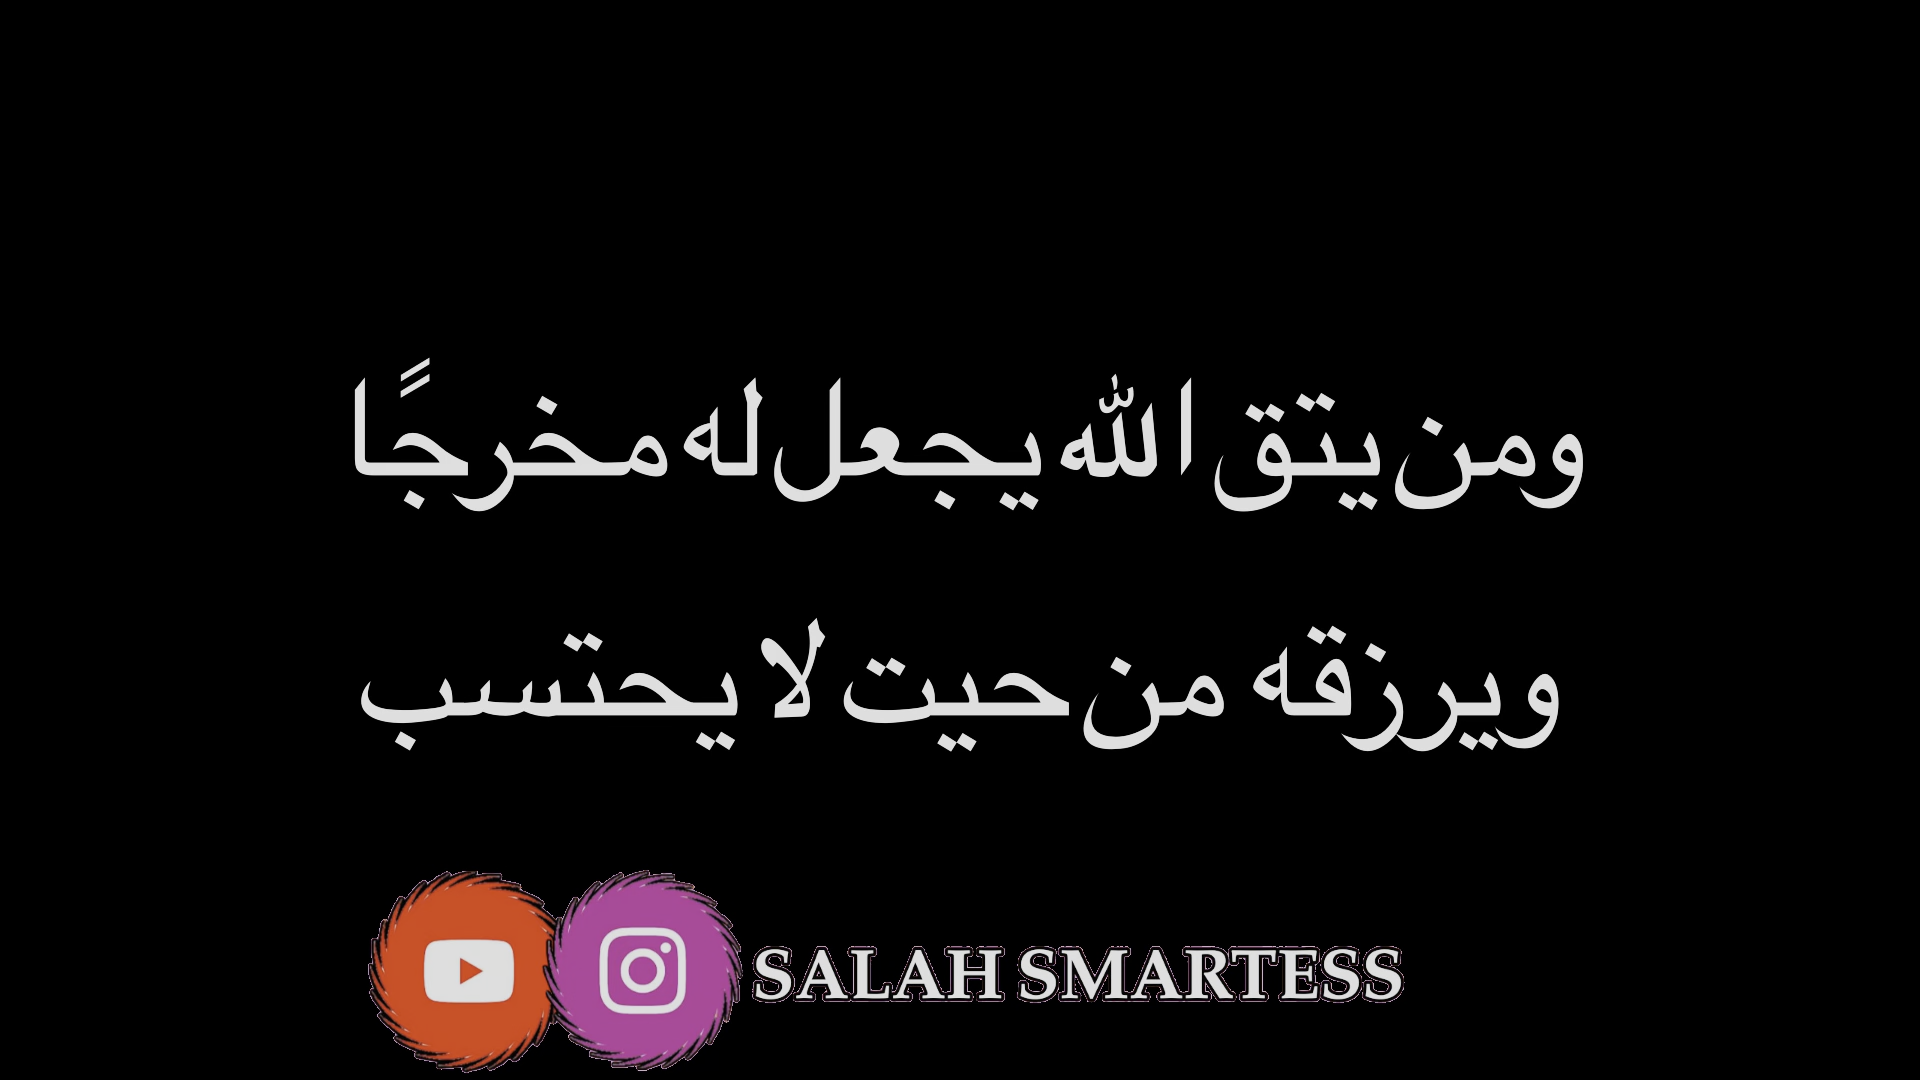 ومن يتق الله يجعل له مخرجًا
ويرزقه من حيت لا يحتسب
SALAH SMARTESS